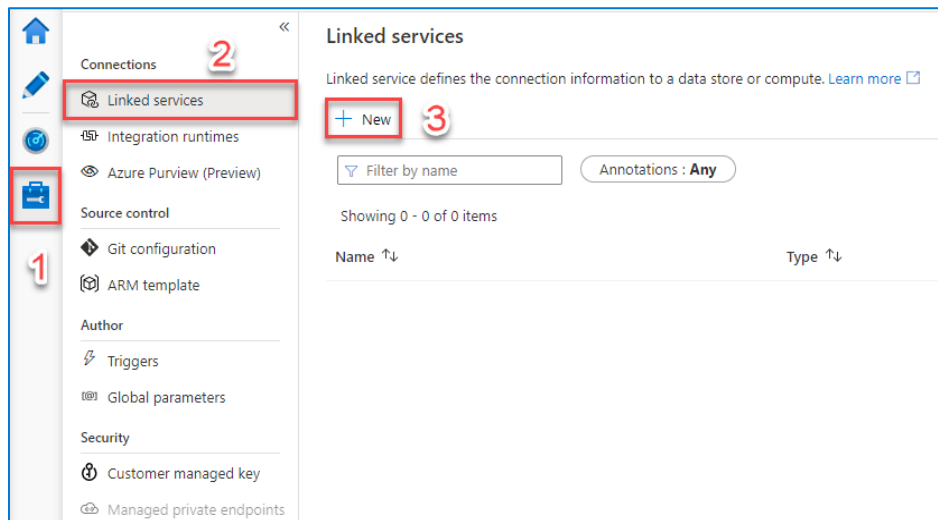 «
Connections
2
Linked services
Integration runtimes
Azure Purview (Preview)
Source control
1
Git configuration
ARM template
Author
Triggers
Global parameters
Security
Customer managed key
Managed private endpoints
Linked services
Linked service defines the connection information to a data store or compute. Learn more
+ New
3
Filter by name
Annotations : Any
Showing 0 - 0 of 0 items
Name ↑↓ Type ↑↓